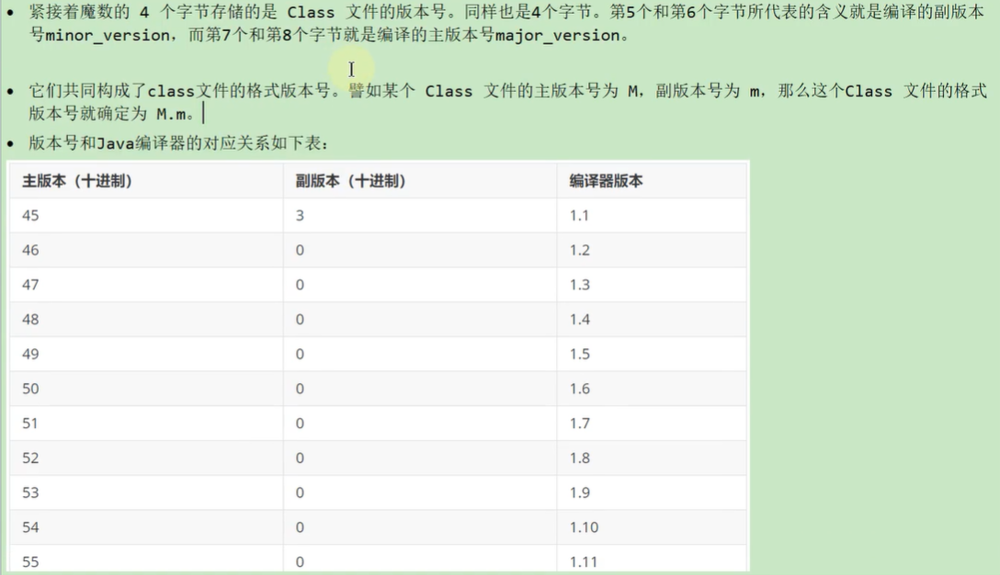 • 紧接着魔数的 4 个字节存储的是 Class 文件的版本号。同样也是4个字节。第5个和第6个字节所代表的含义就是编译的副版本
号minor_version，而第7个和第8个字节就是编译的主版本号major_version。
• 它们共同构成了class文件的格式版本号。譬如某个 Class 文件的主版本号为 M，副版本号为 m，那么这个Class 文件的格式
版本号就确定为 M.m。
• 版本号和Java编译器的对应关系如下表：
主版本（十进制） 副版本（十进制） 编译器版本
45 3 1.1
46 0 1.2
47 0 1.3
48 0 1.4
49 0 1.5
50 0 1.6
51 0 1.7
52 0 1.8
53 0 1.9
54 0 1.10
55 0 1.11